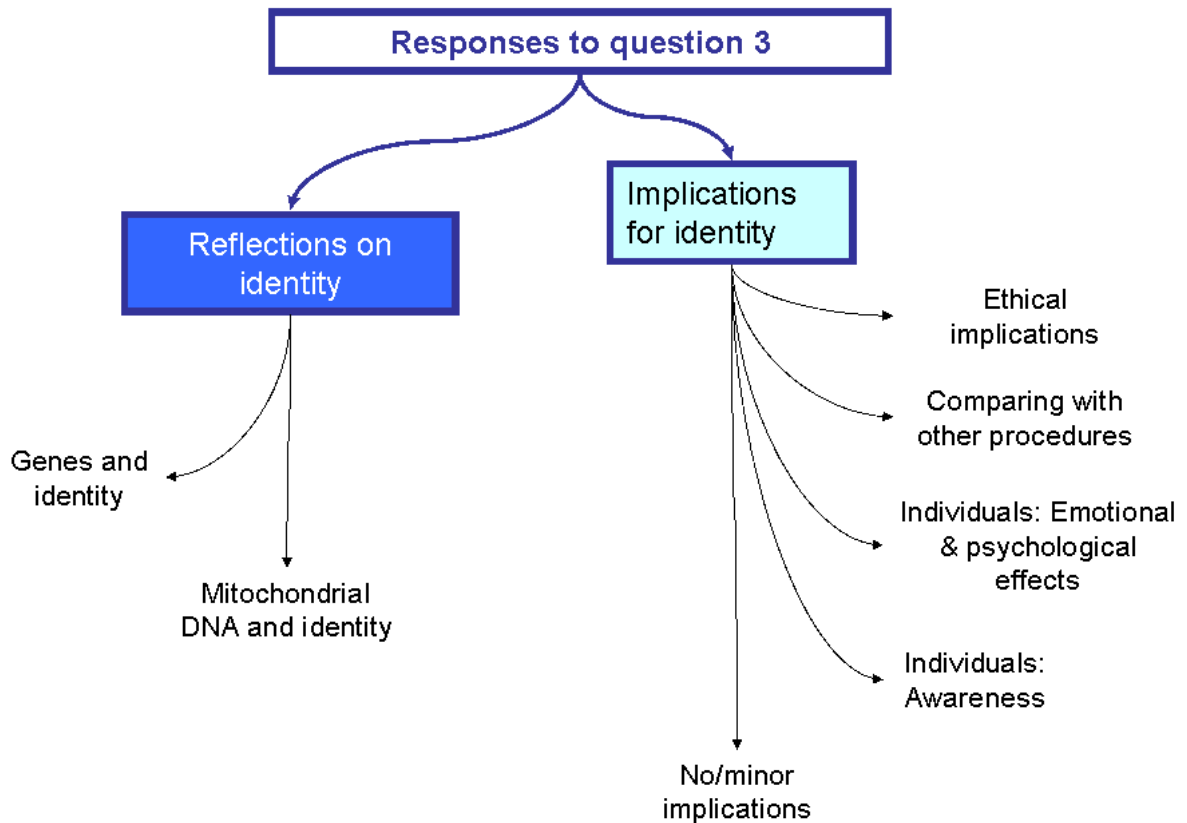 Responses to question 3
Reflections on
identity
Genes and
identity
Mitochondrial
DNA and identity
Implications
for identity
Ethical
implications
Comparing with
other procedures
Individuals: Emotional
& psychological
effects
Individuals:
Awareness
No/minor
implications